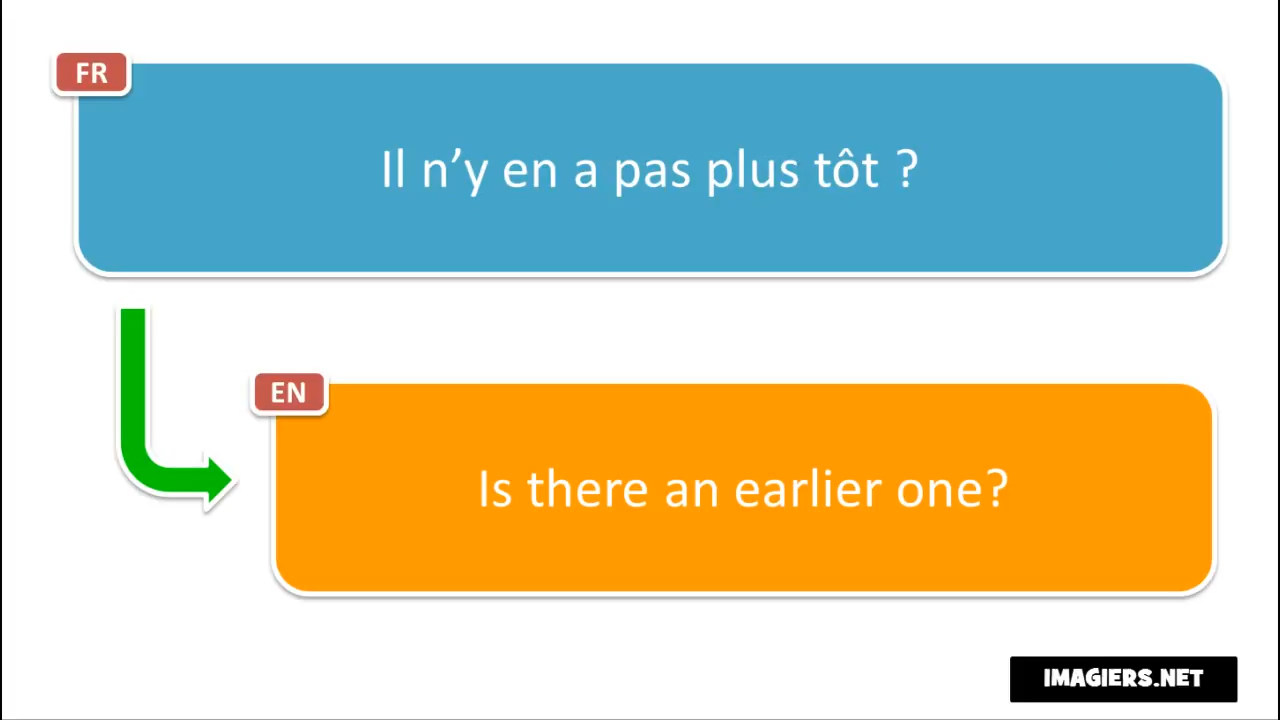 FR
Il n’y en a pas plus tôt ?
EN
Is there an earlier one?
IMAGIERS.NET